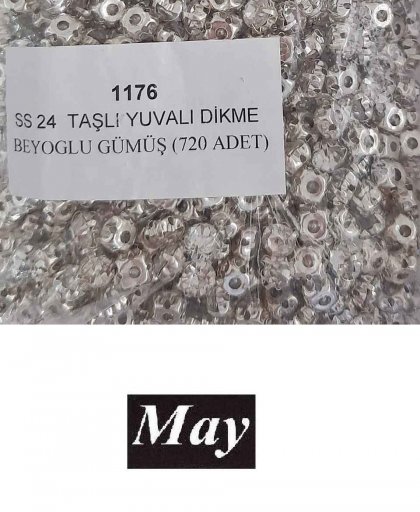 1176
SS 24 TAŞLI YUVALI DİKME
BEYOGLU GÜMÜŞ (720 ADET)
May